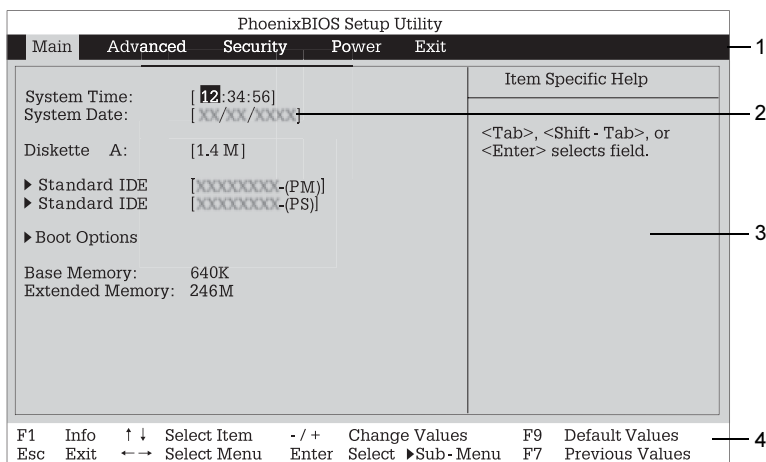 PhoenixBIOS Setup Utility
Main Advanced Security Power Exit
1
System Time: [ 12:34:56]
System Date: [ XX/XX/XXXX]
2
Diskette A: [1.4 M]
▶ Standard IDE [XXXXXXXX-(PM)]
▶ Standard IDE [XXXXXXXX-(PS)]
▶Boot Options
Base Memory: 640K
Extended Memory: 246M
Item Specific Help
<Tab>, <Shift - Tab>, or
<Enter> selects field.
3
F1 Info ↑ ↓ Select Item - / + Change Values F9 Default Values
Esc Exit ←→ Select Menu Enter Select ▶Sub - Menu F7 Previous Values
4